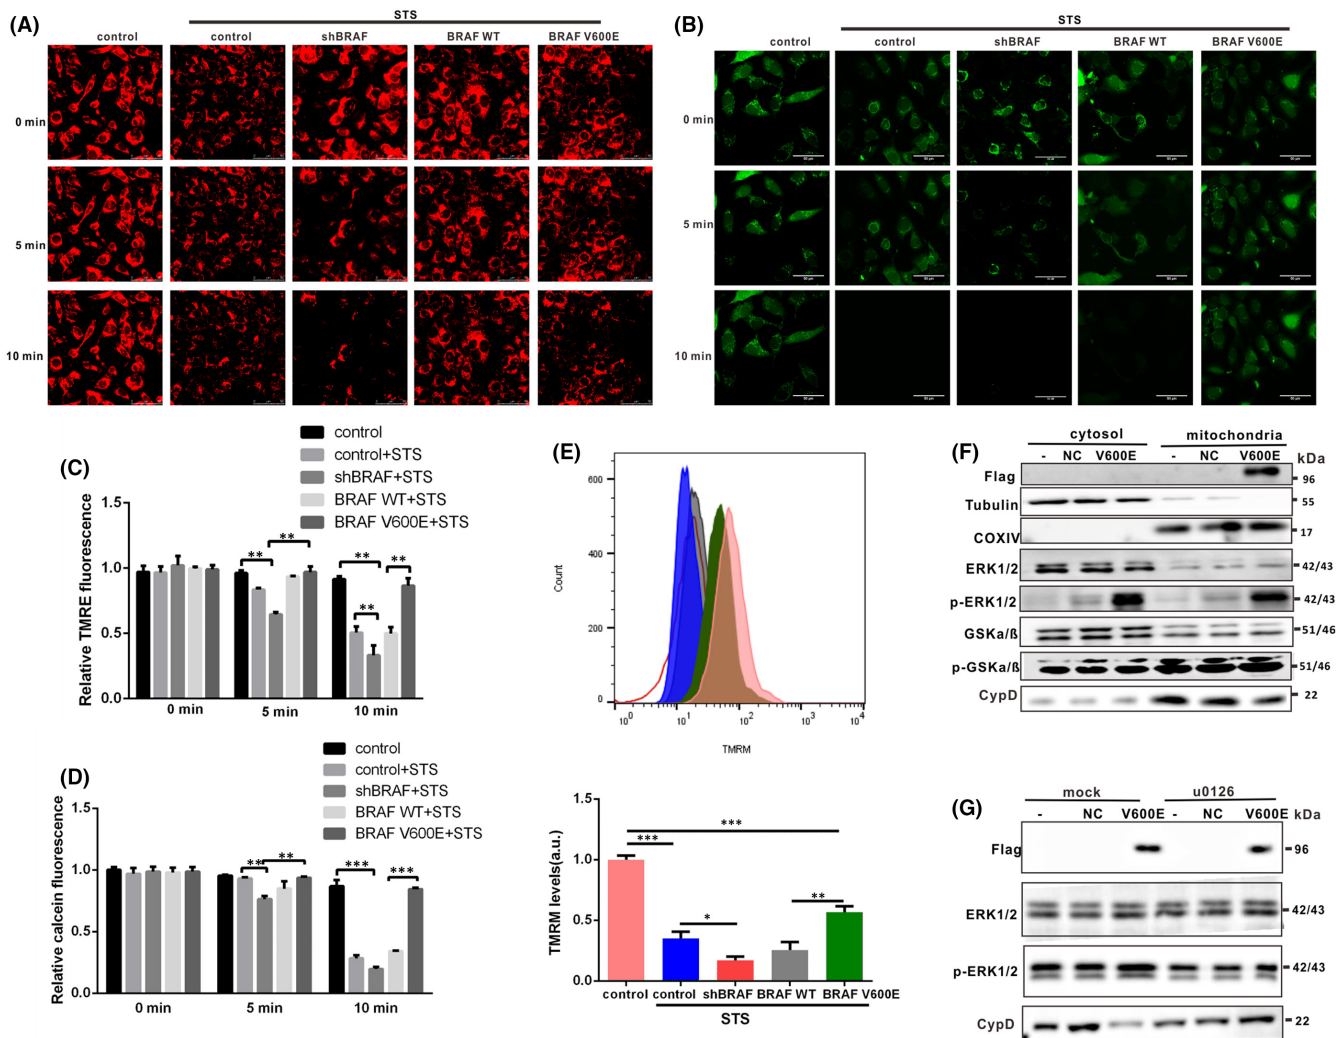 (A)
STS
control control shBRAF BRAF WT BRAF V600E
0 min
5 min
10 min
(B)
STS
control control shBRAF BRAF WT BRAF V600E
0 min
5 min
10 min
(C)
control
control+STS
shBRAF+STS
BRAF WT+STS
BRAF V600E+STS
Relative TMRE fluorescence
1.5
1.0
0.5
0.0
** ** ** ** **
0 min 5 min 10 min
(D)
control
control+STS
shBRAF+STS
BRAF WT+STS
BRAF V600E+STS
Relative calcein fluorescence
1.5
1.0
0.5
0.0
** ** *** ***
0 min 5 min 10 min
(E)
Count
600
400
200
0
10⁰ 10¹ 10² 10³ 10⁴
TMRM
TMRM levels(a.u.)
1.5
1.0
0.5
0.0
***
***
*
**
control control shBRAF BRAF WT BRAF V600E
STS
(F)
cytosol mitochondria
- NC V600E - NC V600E kDa
Flag 96
Tubulin 55
COXIV 17
ERK1/2 42/43
p-ERK1/2 42/43
GSKa/ß 51/46
p-GSKa/ß 51/46
CypD 22
(G)
mock u0126
- NC V600E - NC V600E kDa
Flag 96
ERK1/2 42/43
p-ERK1/2 42/43
CypD 22